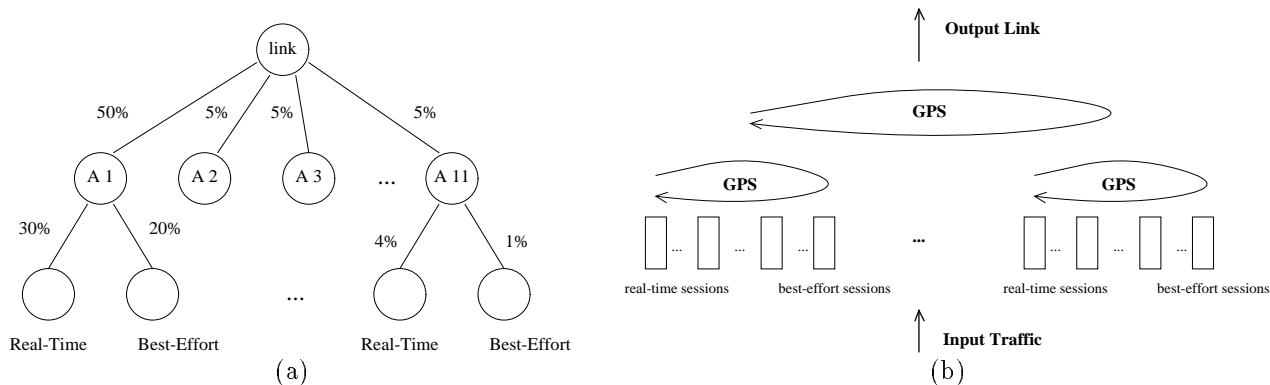 link
50%
5%
5%
5%
A 1
A 2
A 3
...
A 11
30%
20%
4%
1%
...
Real-Time
Best-Effort
Real-Time
Best-Effort
(a)
Output Link
GPS
GPS
GPS
...
...
...
...
...
...
...
real-time sessions
best-effort sessions
real-time sessions
best-effort sessions
Input Traffic
(b)